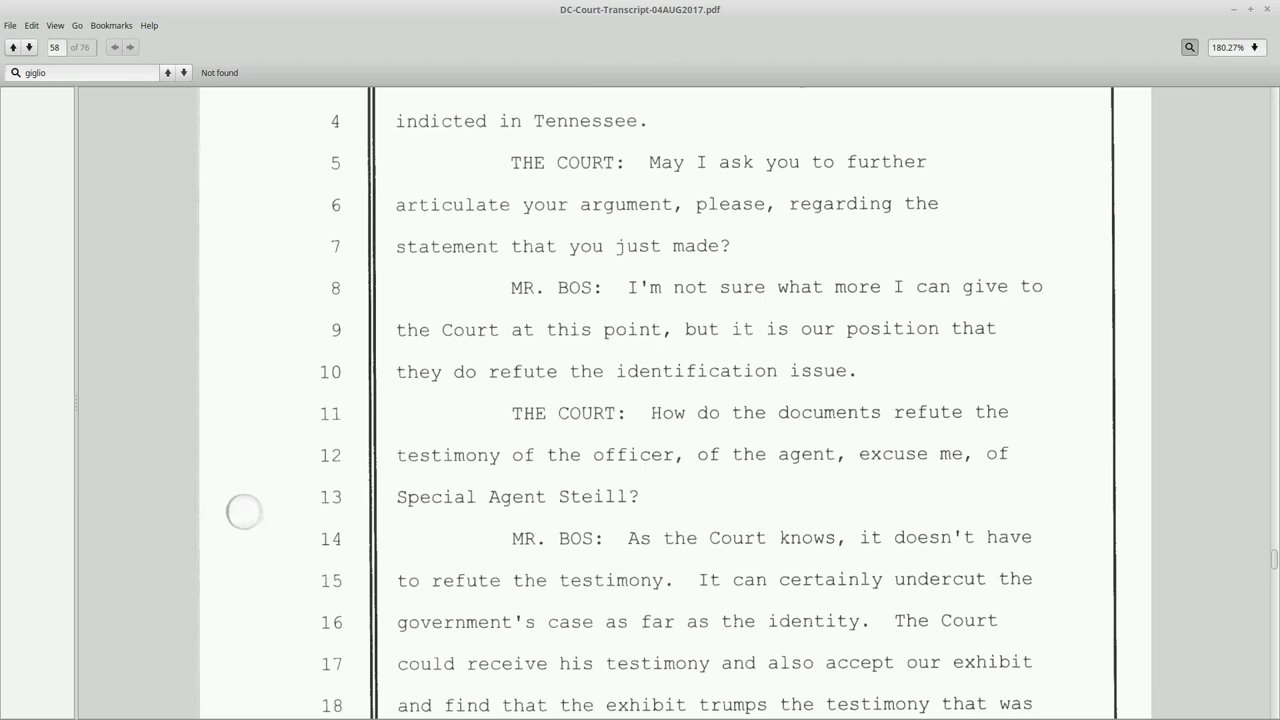 DC-Court-Transcript-04AUG2017.pdf
File Edit View Go Bookmarks Help
58 of 76
180.27%
giglio
Not found
4 indicted in Tennessee.
5 THE COURT: May I ask you to further
6 articulate your argument, please, regarding the
7 statement that you just made?
8 MR. BOS: I'm not sure what more I can give to
9 the Court at this point, but it is our position that
10 they do refute the identification issue.
11 THE COURT: How do the documents refute the
12 testimony of the officer, of the agent, excuse me, of
13 Special Agent Steill?
14 MR. BOS: As the Court knows, it doesn't have
15 to refute the testimony. It can certainly undercut the
16 government's case as far as the identity. The Court
17 could receive his testimony and also accept our exhibit
18 and find that the exhibit trumps the testimony that was